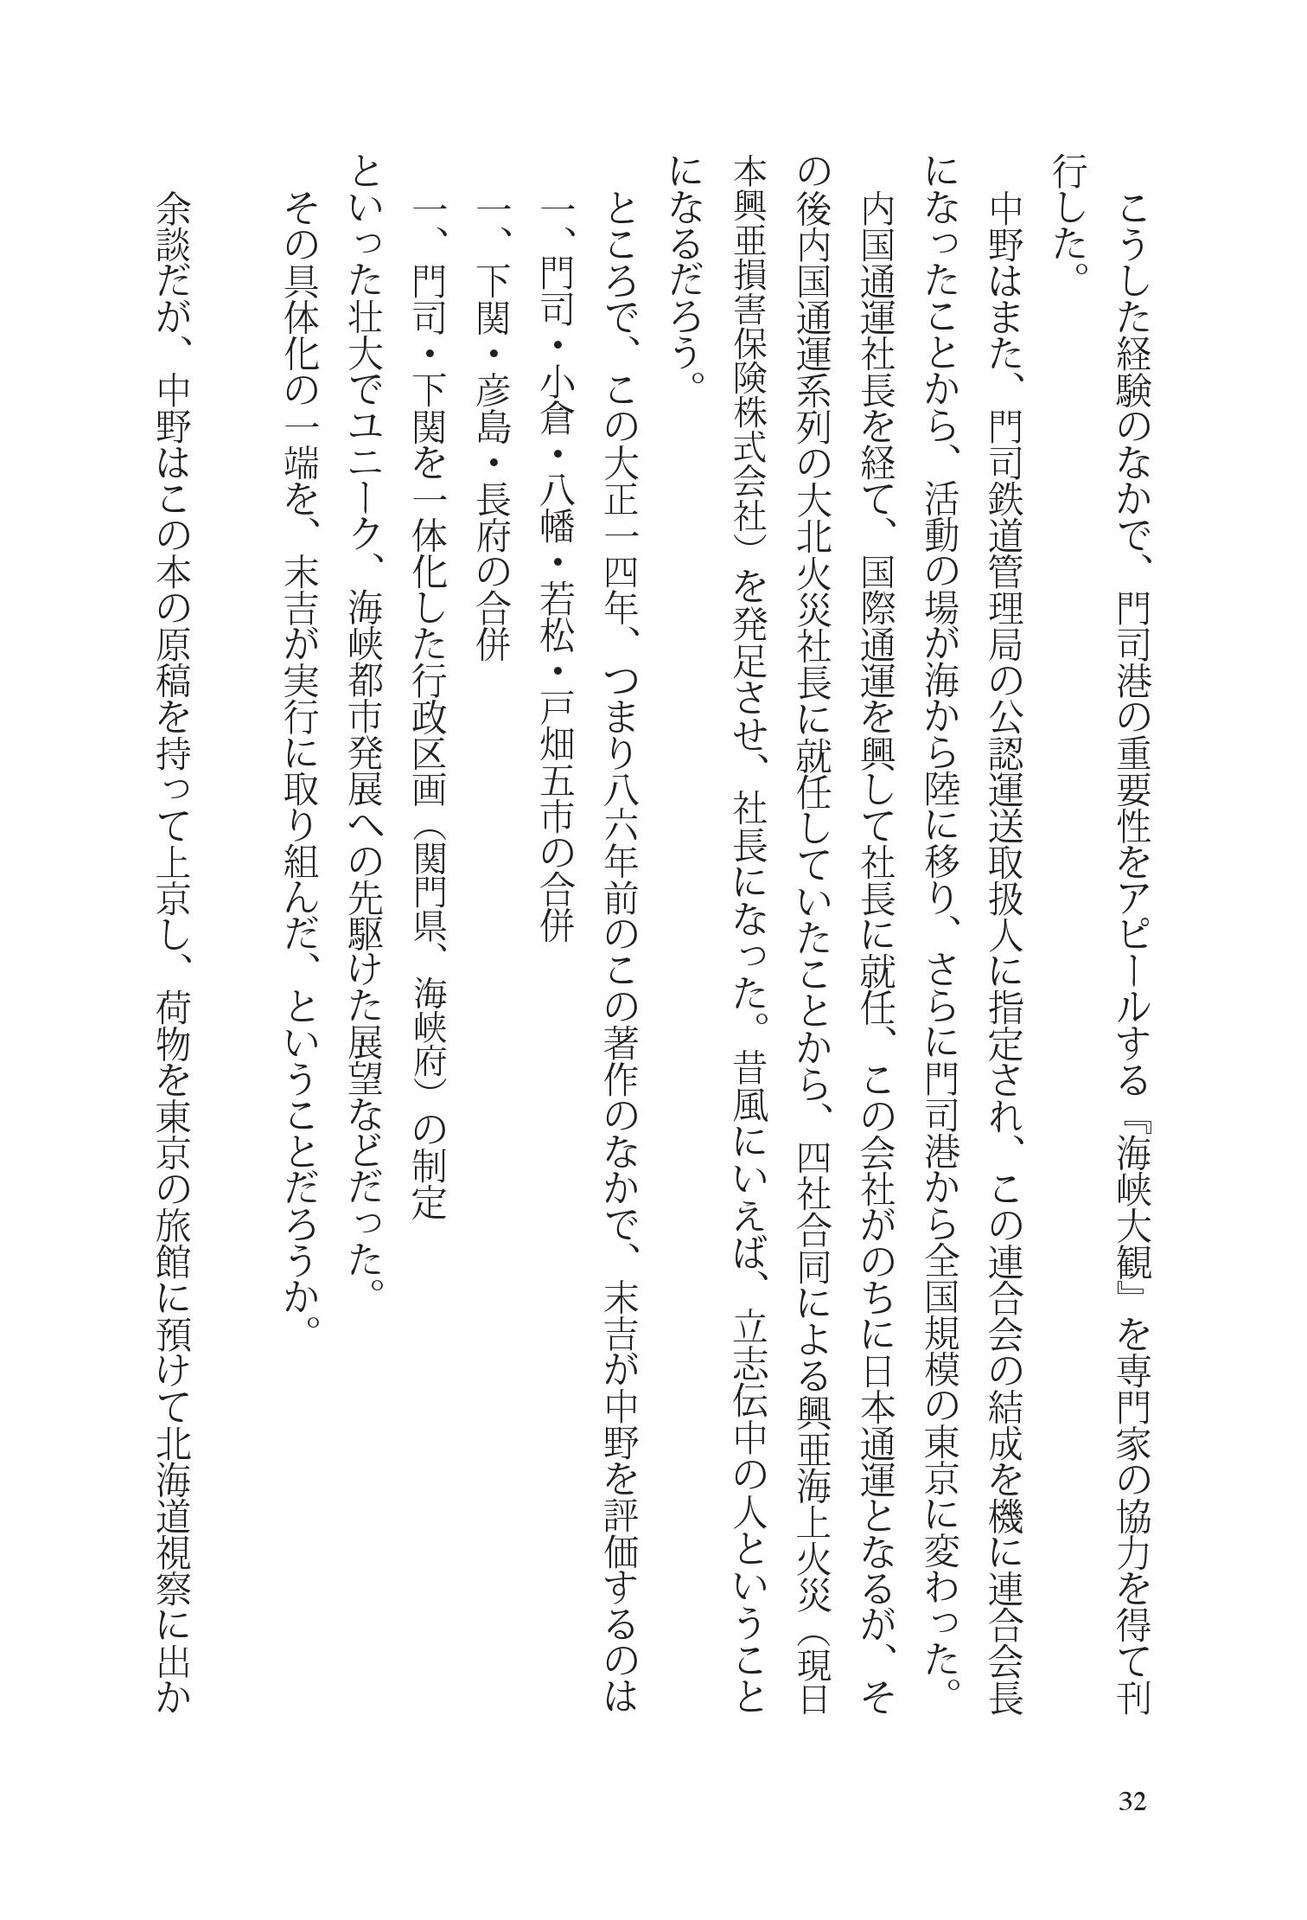 こうした経験のなかで、門司港の重要性をアピールする『海峡大観』を専門家の協力を得て刊
行した。
中野はまた、門司鉄道管理局の公認運送取扱人に指定され、この連合会の結成を機に連合会長
になったことから、活動の場が海から陸に移り、さらに門司港から全国規模の東京に変わった。
内国通運社長を経て、国際通運を興して社長に就任、この会社がのちに日本通運となるが、そ
の後内国通運系列の大北火災社長に就任していたことから、四社合同による興亜海上火災（現日
本興亜損害保険株式会社）を発足させ、社長になった。昔風にいえば、立志伝中の人ということ
になるだろう。
ところで、この大正一四年、つまり八六年前のこの著作のなかで、末吉が中野を評価するのは
一、門司・小倉・八幡・若松・戸畑五市の合併
一、下関・彦島・長府の合併
一、門司・下関を一体化した行政区画（関門県、海峡府）の制定
といった壮大でユニーク、海峡都市発展への先駆けた展望などだった。
その具体化の一端を、末吉が実行に取り組んだ、ということだろうか。
余談だが、中野はこの本の原稿を持って上京し、荷物を東京の旅館に預けて北海道視察に出か
32